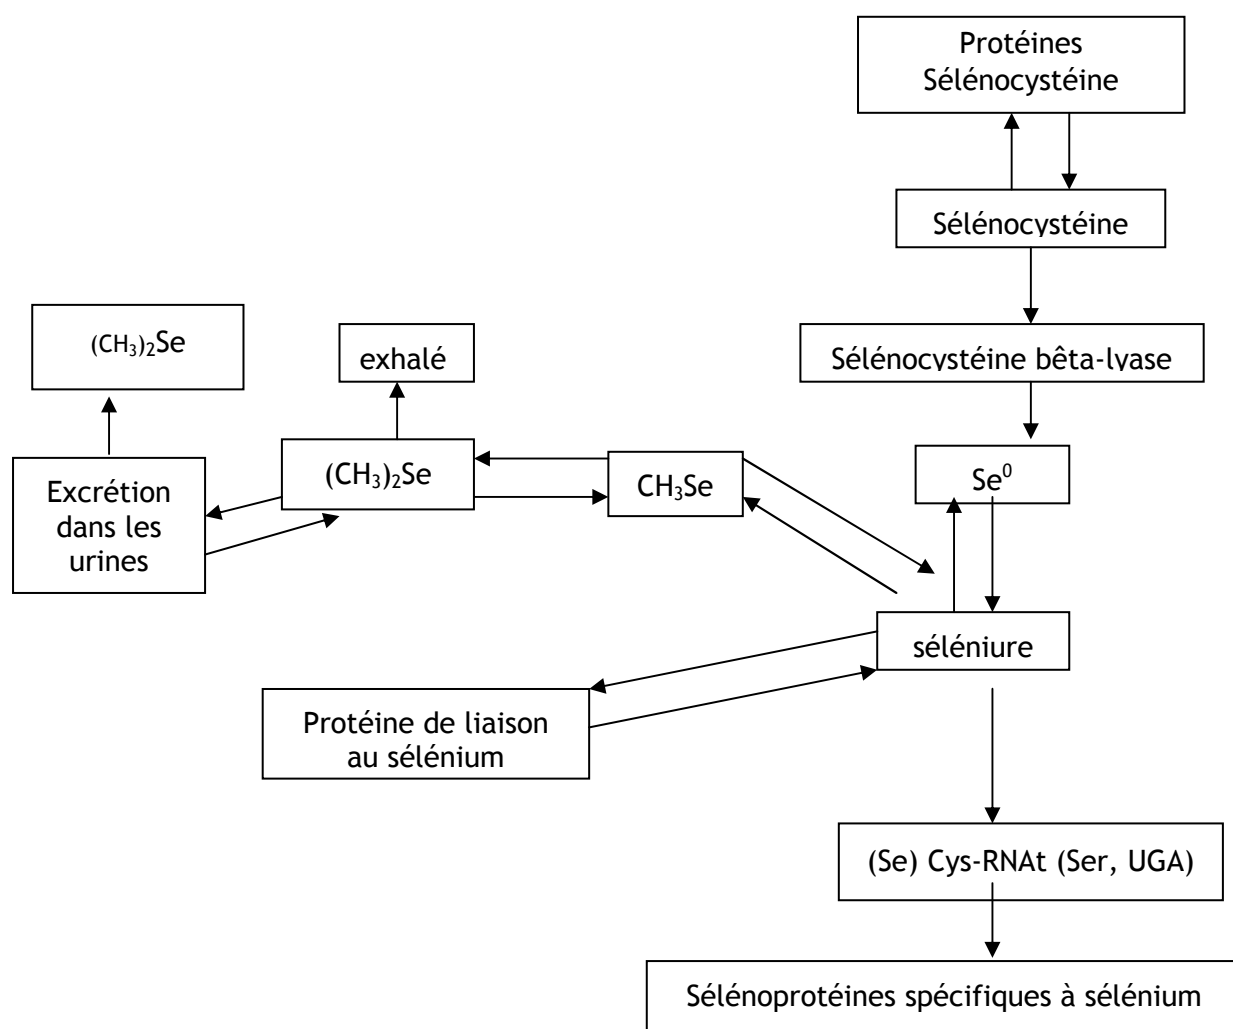 Protéines
Sélénocystéine
Sélénocystéine
(CH₃)₂Se
exhalé
Sélénocystéine bêta-lyase
Excrétion
dans les
urines
(CH₃)₂Se
CH₃Se
Se⁰
séléniure
Protéine de liaison
au sélénium
(Se) Cys-RNAt (Ser, UGA)
Sélénoprotéines spécifiques à sélénium